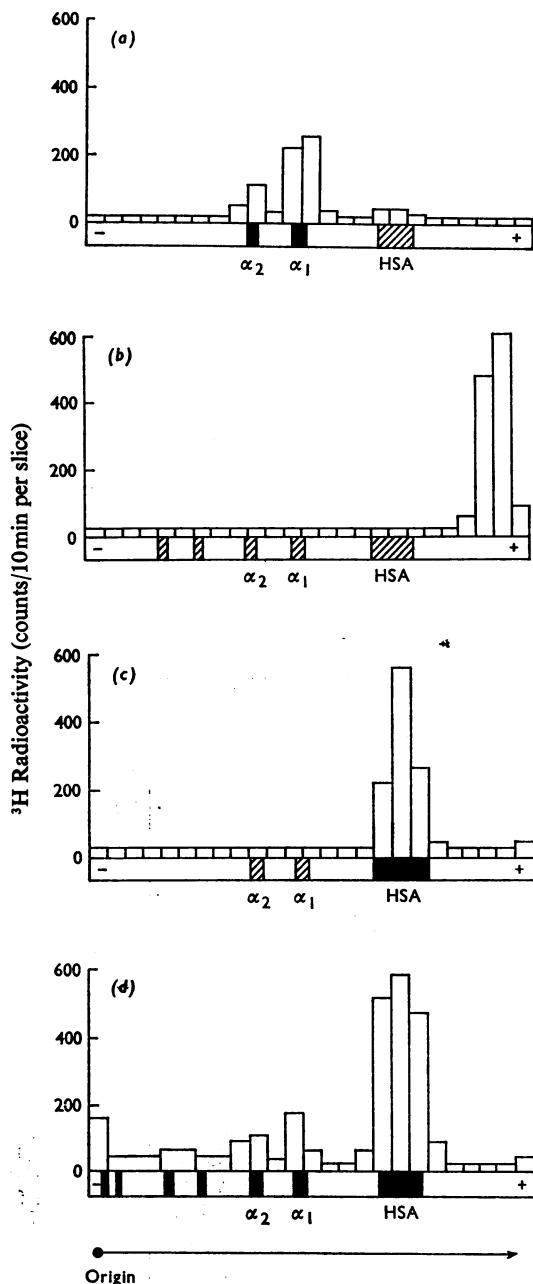 ³H Radioactivity (counts/10 min per slice)
(a)
600
400
200
0
− +
α₂ α₁ HSA
(b)
600
400
200
0
− +
α₂ α₁ HSA
(c)
600
400
200
0
− +
α₂ α₁ HSA
(d)
600
400
200
0
− +
α₂ α₁ HSA
Origin